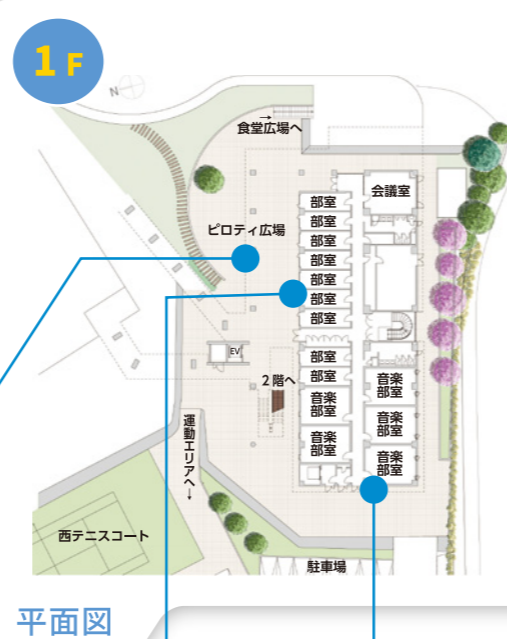 1F
N
→
食堂広場へ
会議室
部室
部室
ピロティ広場
部室
部室
部室
部室
部室
EV
部室
2階へ
部室
音楽
部室
音楽
部室
音楽
部室
音楽
部室
音楽
部室
運動エリアへ→
西テニスコート
駐車場
平面図